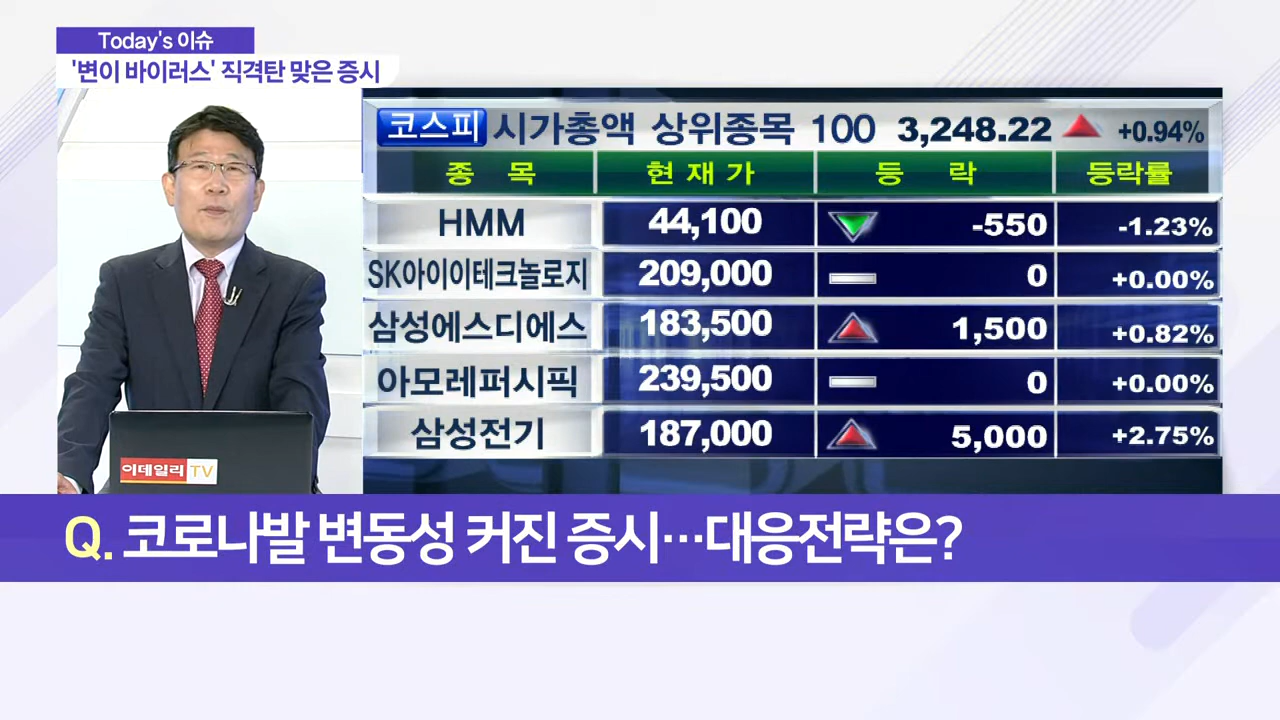 Today's 이슈
'변이 바이러스' 직격탄 맞은 증시
코스피 시가총액 상위종목 100 3,248.22 +0.94%
종 목 현 재 가 등 락 등락률
HMM 44,100 -550 -1.23%
SK아이이테크놀로지 209,000 0 +0.00%
삼성에스디에스 183,500 1,500 +0.82%
아모레퍼시픽 239,500 0 +0.00%
삼성전기 187,000 5,000 +2.75%
이데일리 TV
Q. 코로나발 변동성 커진 증시…대응전략은?